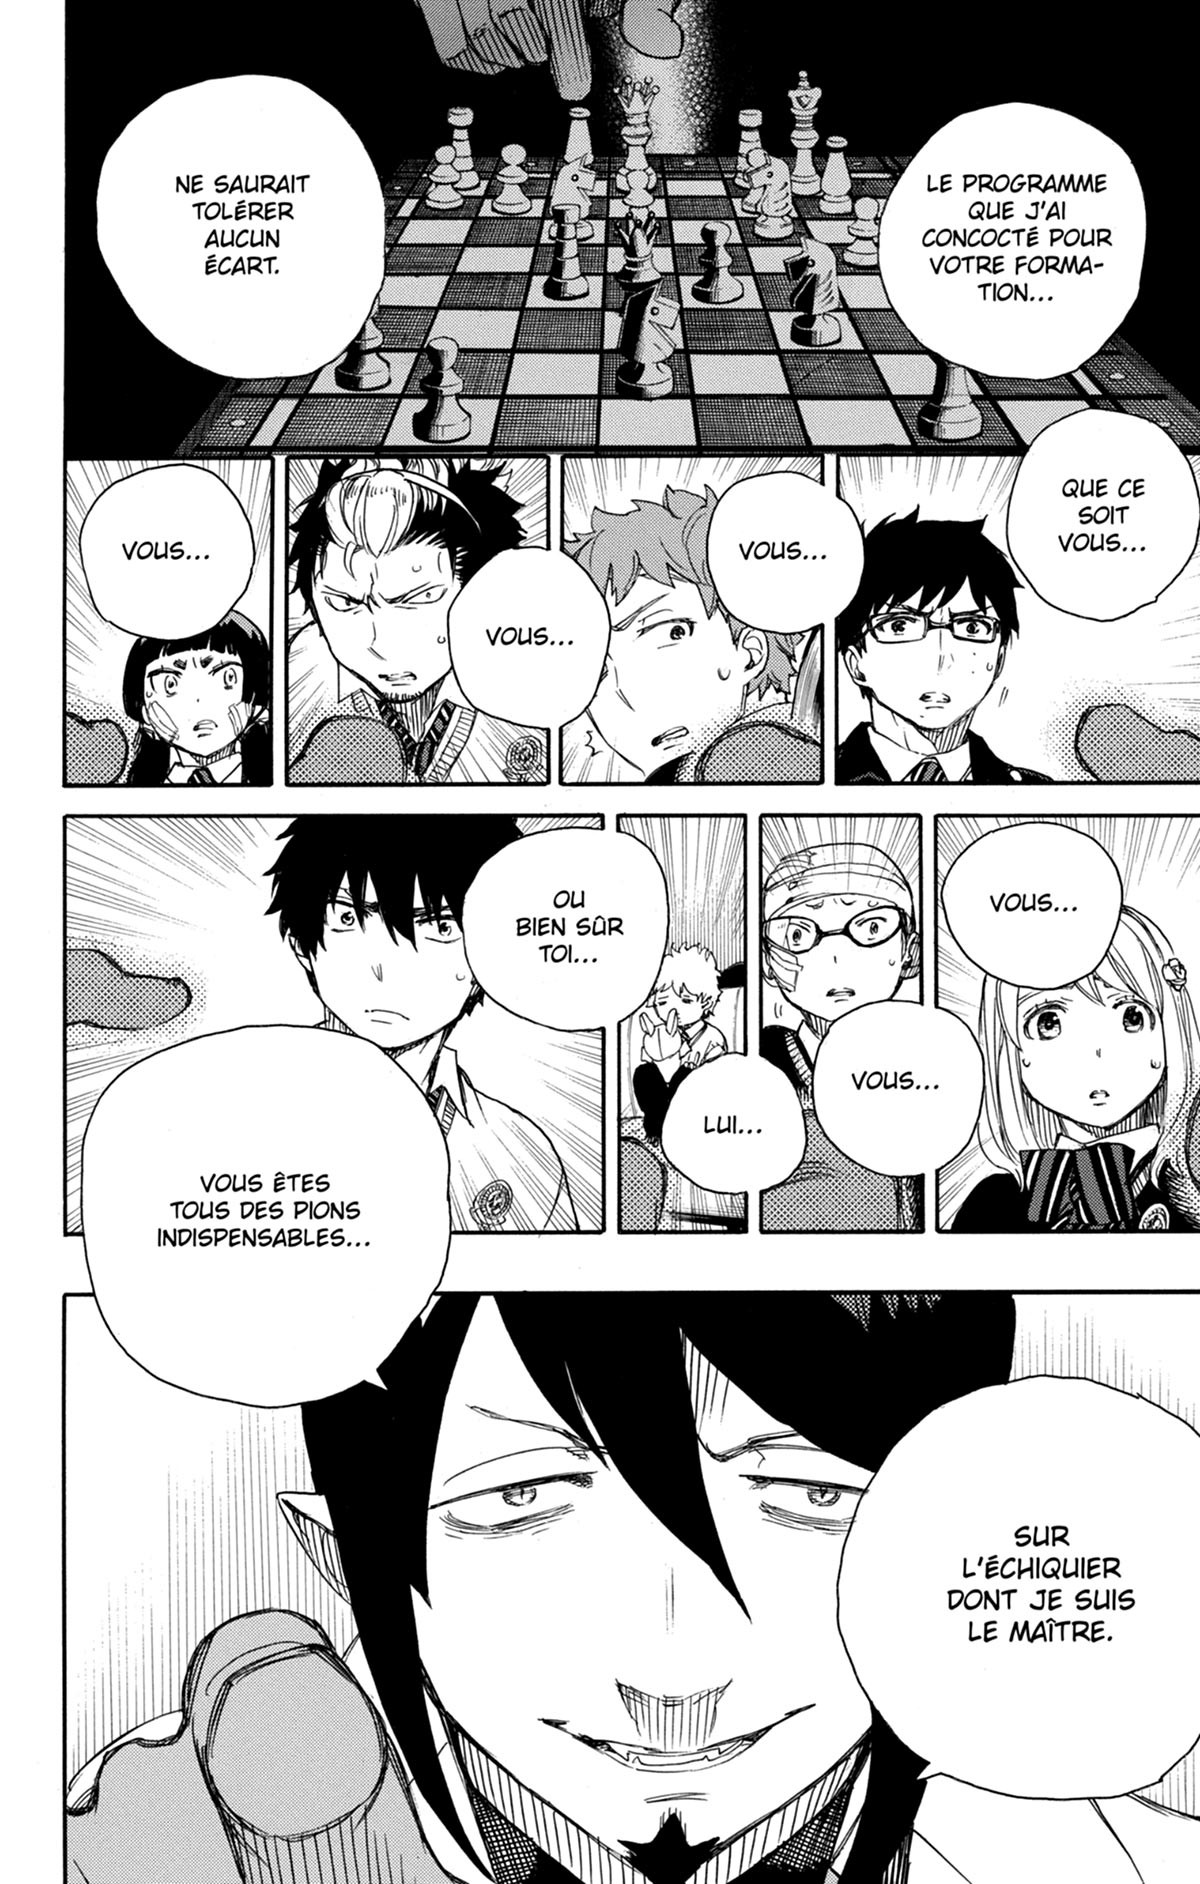 LE PROGRAMME
QUE J'AI
CONCOCTÉ POUR
VOTRE FORMA-
TION...
NE SAURAIT
TOLÉRER
AUCUN
ÉCART.
QUE CE
SOIT
VOUS...
VOUS...
VOUS...
VOUS...
VOUS...
VOUS...
LUI...
OU
BIEN SÛR
TOI...
VOUS ÊTES
TOUS DES PIONS
INDISPENSABLES...
SUR
L'ÉCHIQUIER
DONT JE SUIS
LE MAÎTRE.